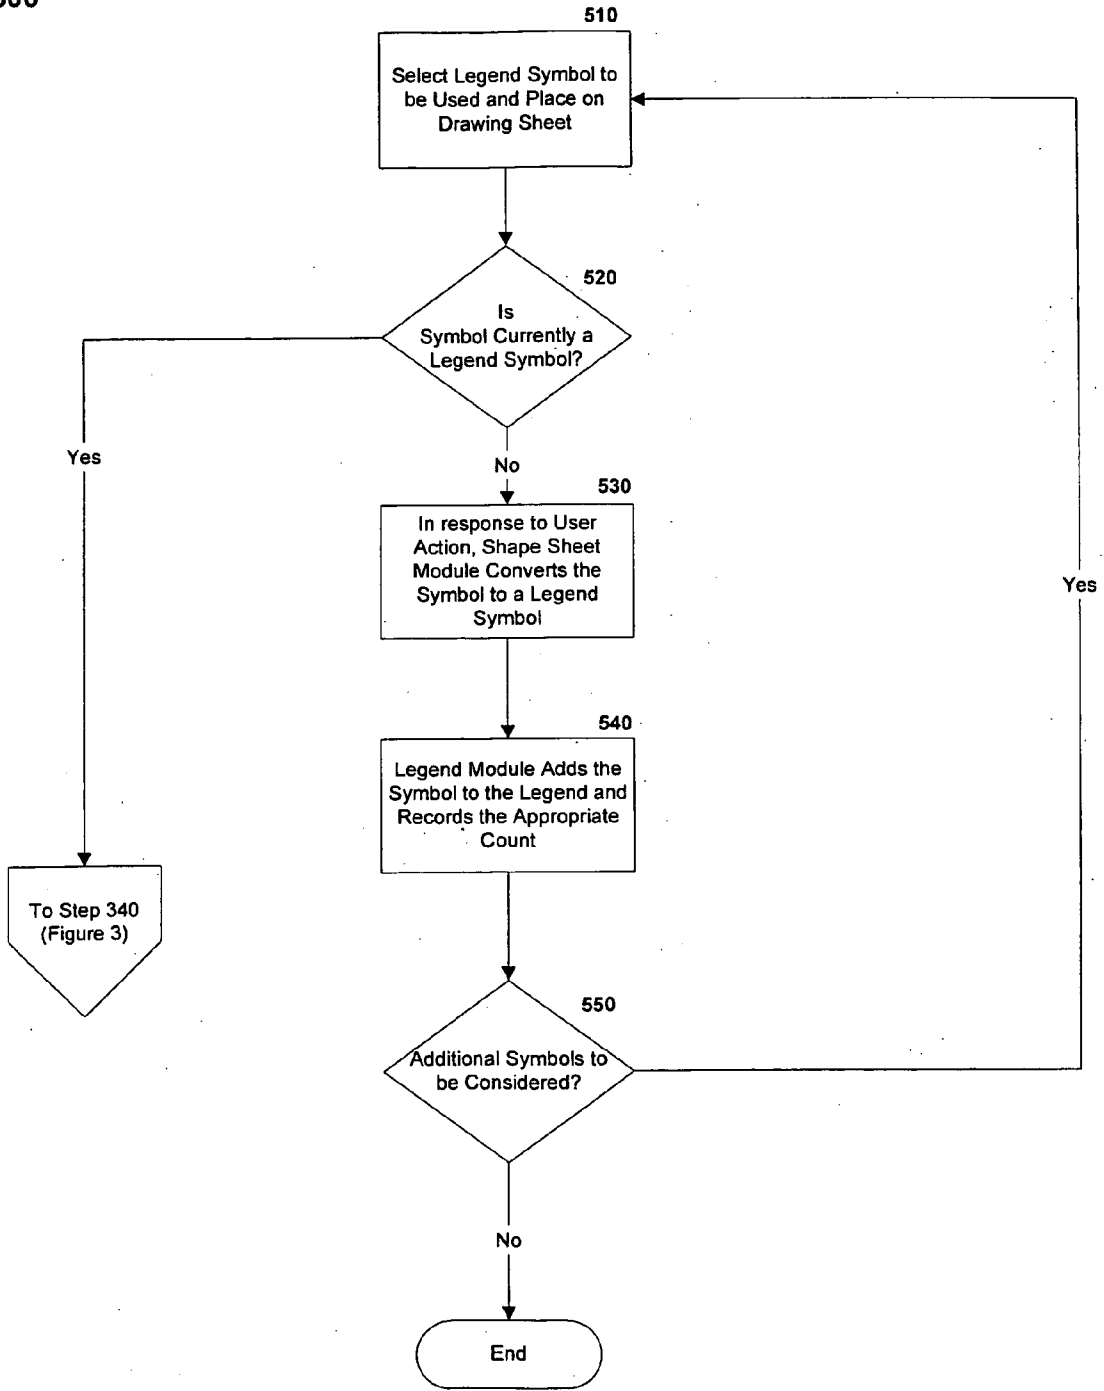 510
Select Legend Symbol to
be Used and Place on
Drawing Sheet
520
Is
Symbol Currently a
Legend Symbol?
Yes
No
530
In response to User
Action, Shape Sheet
Module Converts the
Symbol to a Legend
Symbol
Yes
540
Legend Module Adds the
Symbol to the Legend and
Records the Appropriate
Count
To Step 340
(Figure 3)
550
Additional Symbols to
be Considered?
No
End